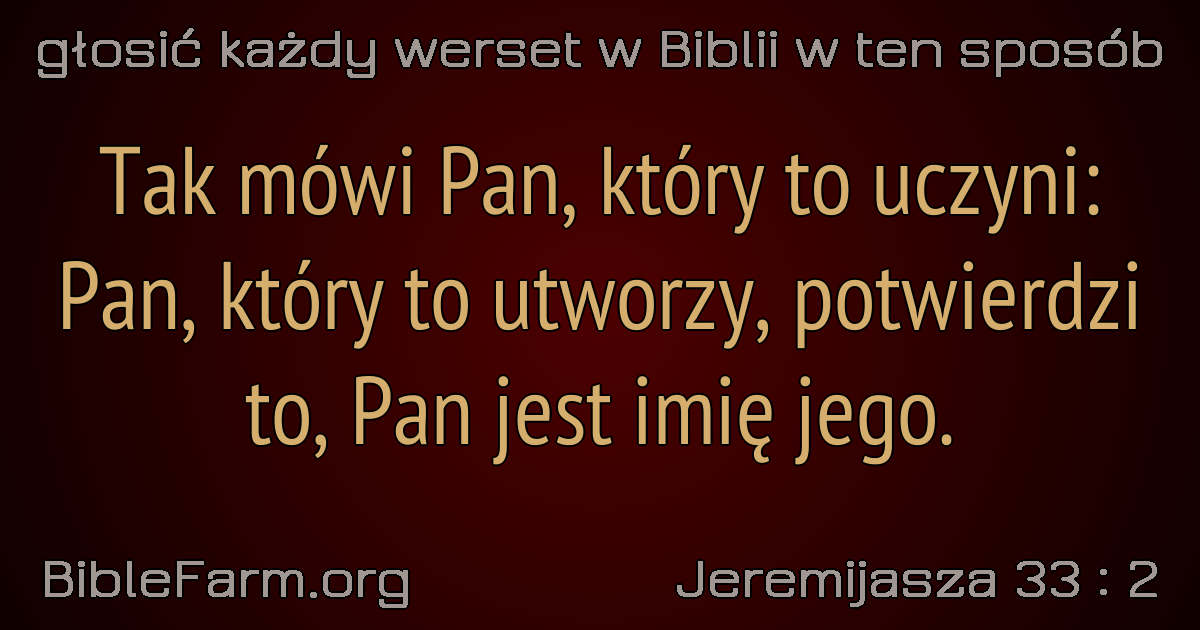 głosić każdy werset w Biblii w ten sposób
Tak mówi Pan, który to uczyni:
Pan, który to utworzy, potwierdzi
to, Pan jest imię jego.
BibleFarm.org
Jeremijasza 33 : 2